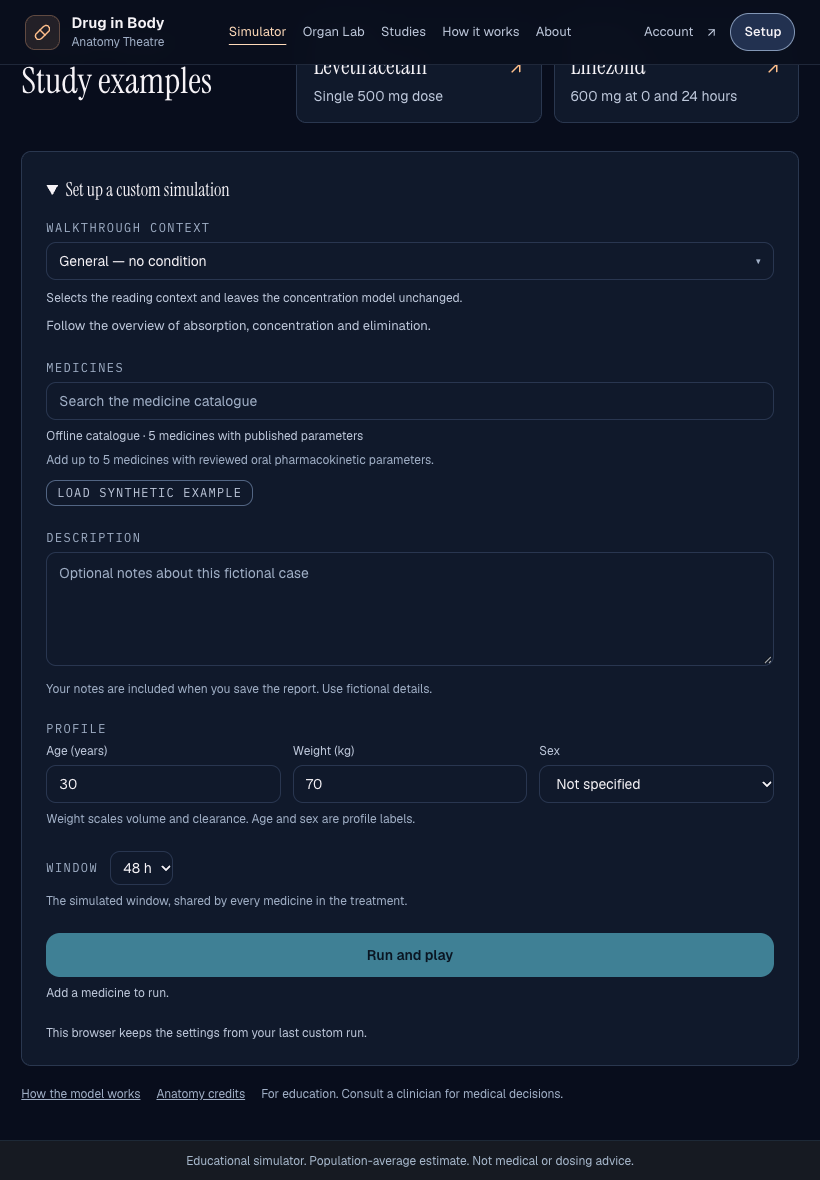 Drug in Body
Anatomy Theatre
Simulator
Organ Lab
Studies
How it works
About
Account ↗
Setup
Study examples
Levetiracetam ↗
Single 500 mg dose
Linezolid ↗
600 mg at 0 and 24 hours
▼ Set up a custom simulation
WALKTHROUGH CONTEXT
General — no condition
Selects the reading context and leaves the concentration model unchanged.
Follow the overview of absorption, concentration and elimination.
MEDICINES
Search the medicine catalogue
Offline catalogue · 5 medicines with published parameters
Add up to 5 medicines with reviewed oral pharmacokinetic parameters.
LOAD SYNTHETIC EXAMPLE
DESCRIPTION
Optional notes about this fictional case
Your notes are included when you save the report. Use fictional details.
PROFILE
Age (years)
Weight (kg)
Sex
30
70
Not specified
Weight scales volume and clearance. Age and sex are profile labels.
WINDOW
48 h
The simulated window, shared by every medicine in the treatment.
Run and play
Add a medicine to run.
This browser keeps the settings from your last custom run.
How the model works
Anatomy credits
For education. Consult a clinician for medical decisions.
Educational simulator. Population-average estimate. Not medical or dosing advice.